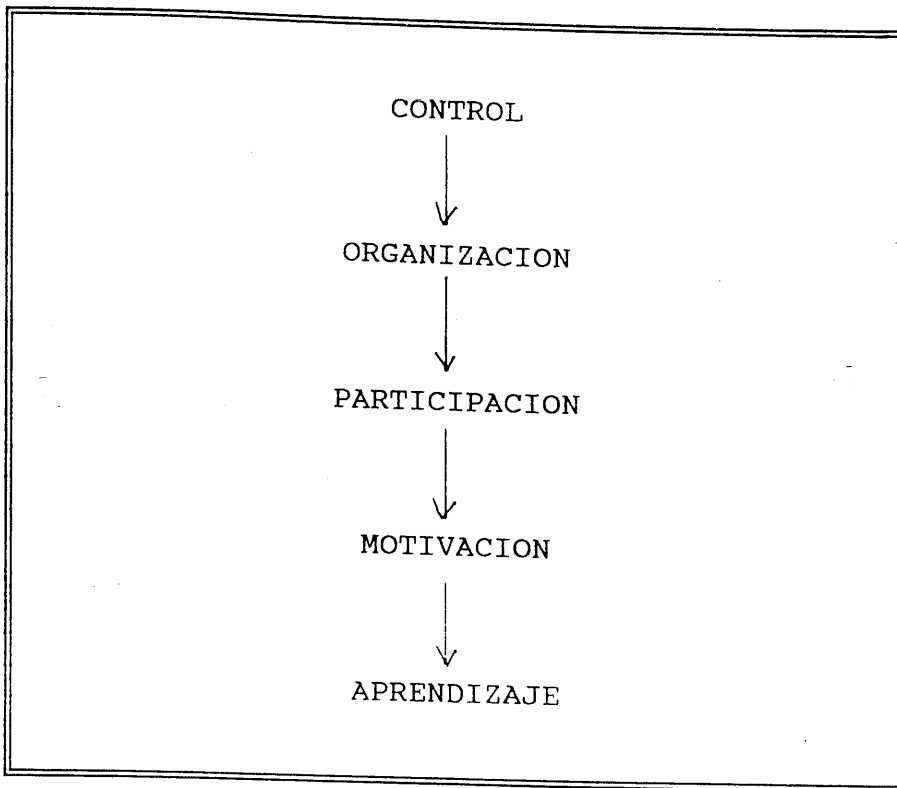 CONTROL
ORGANIZACION
PARTICIPACION
MOTIVACION
APRENDIZAJE